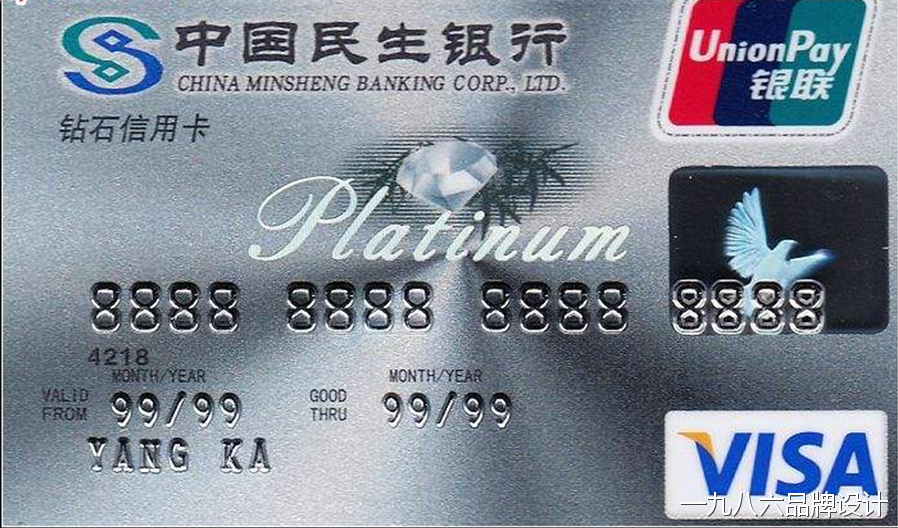 中国民生银行
CHINA MINSHENG BANKING CORP., LTD.
UnionPay
银联
钻石信用卡
Platinum
8888 8888 8888 8888
4218
MONTH/YEAR MONTH/YEAR
VALID FROM 99/99 GOOD THRU 99/99
YANG KA
VISA
一九八六品牌设计